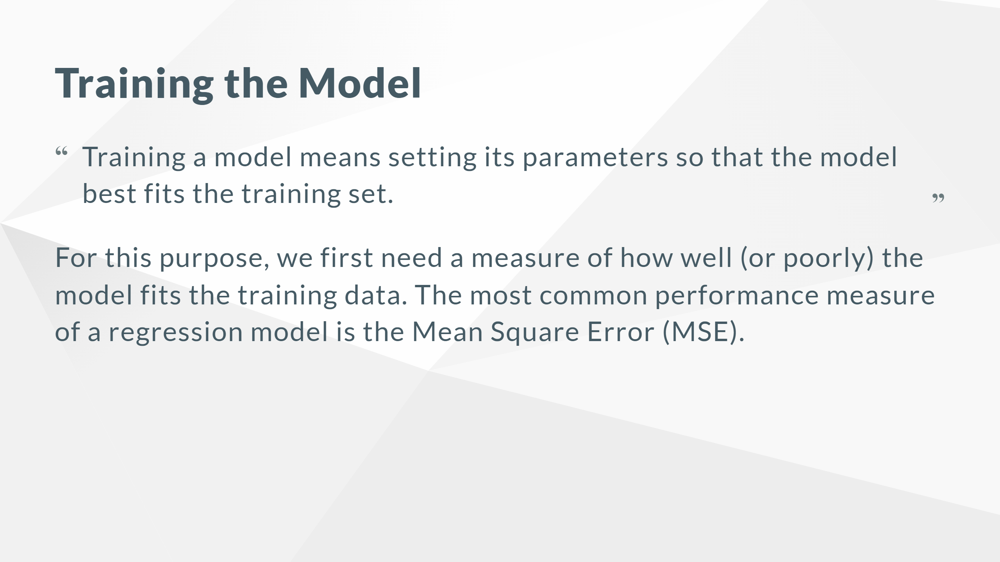 Training the Model
“ Training a model means setting its parameters so that the model
best fits the training set. ”
For this purpose, we first need a measure of how well (or poorly) the
model fits the training data. The most common performance measure
of a regression model is the Mean Square Error (MSE).